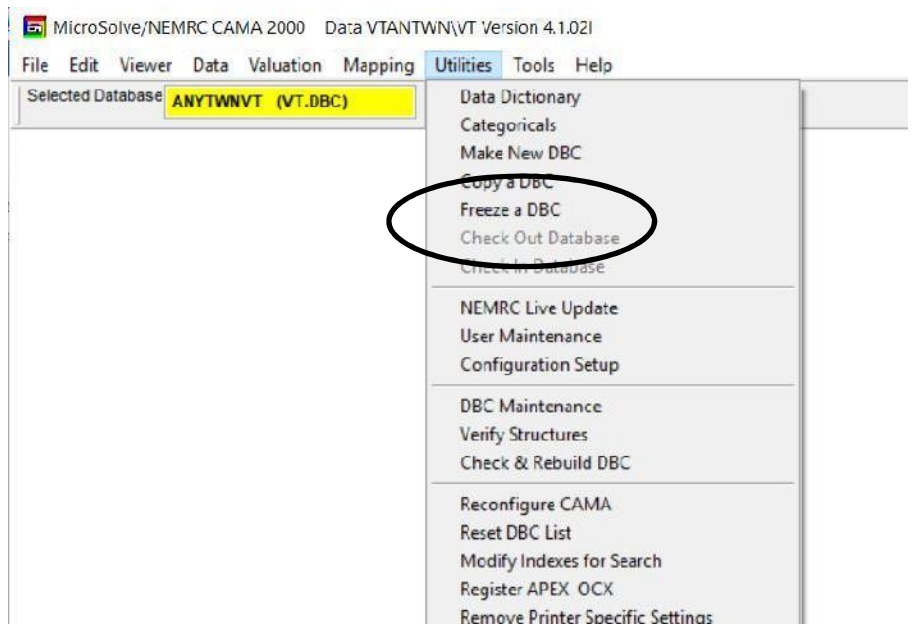 MicroSolve/NEMRC CAMA 2000 Data VTANTWN\VT Version 4.1.02I
File Edit Viewer Data Valuation Mapping Utilities Tools Help
Selected Database ANYTWNVT (VT.DBC)
Data Dictionary
Categoricals
Make New DBC
Copy a DBC
Freeze a DBC
Check Out Database
Check In Database
NEMRC Live Update
User Maintenance
Configuration Setup
DBC Maintenance
Verify Structures
Check & Rebuild DBC
Reconfigure CAMA
Reset DBC List
Modify Indexes for Search
Register APEX OCX
Remove Printer Specific Settings